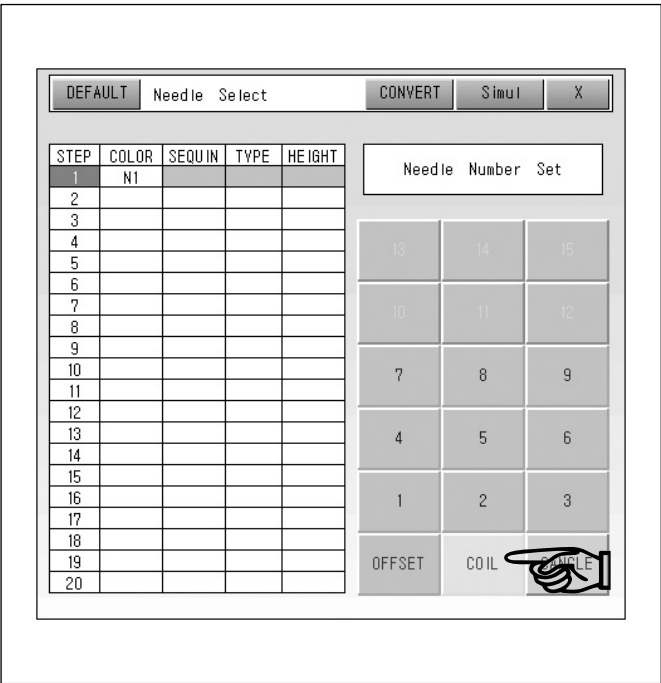 DEFAULT Needle Select CONVERT Simul X
STEP COLOR SEQUIN TYPE HEIGHT
Needle Number Set
1 N1
2
3
4
5
6
7
8
9
10
11
12
13
14
15
16
17
18
19
20
13 14 15
10 11 12
7 8 9
4 5 6
1 2 3
OFFSET COIL CANCLE